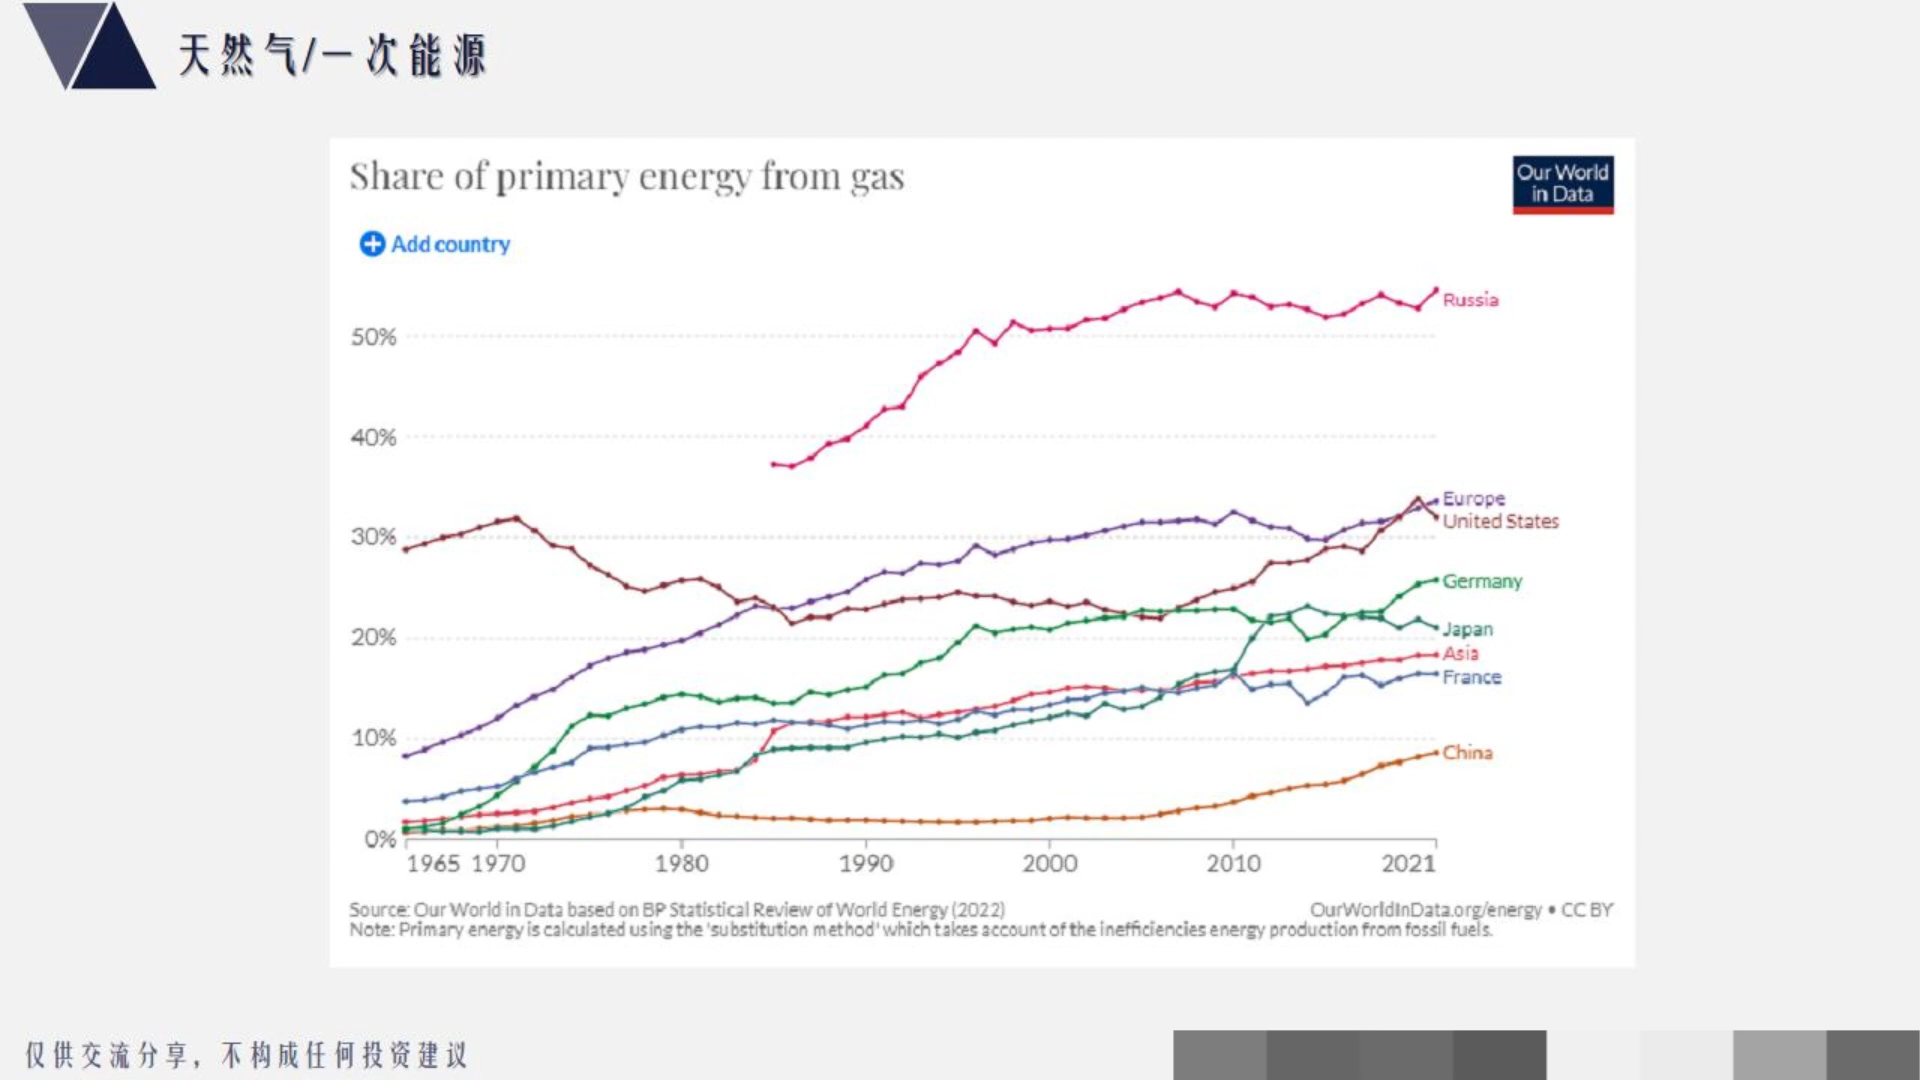 天然气/一次能源
Share of primary energy from gas
Our World
in Data
Add country
Russia
50%
40%
Europe
United States
30%
Germany
20%
Japan
Asia
France
10%
China
0%
1965 1970 1980 1990 2000 2010 2021
Source: Our World in Data based on BP Statistical Review of World Energy (2022)
OurWorldInData.org/energy • CC BY
Note: Primary energy is calculated using the 'substitution method' which takes account of the inefficiencies energy production from fossil fuels.
仅供交流分享，不构成任何投资建议